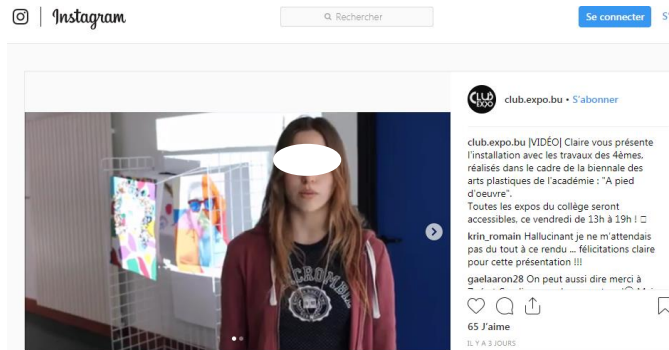 Instagram
Rechercher
Se connecter
club.expo.bu • S'abonner
club.expo.bu |VIDÉO| Claire vous présente
l'installation avec les travaux des 4èmes,
réalisés dans le cadre de la biennale des
arts plastiques de l'académie : "A pied
d'oeuvre".
Toutes les expos du collège seront
accessibles, ce vendredi de 13h à 19h !
krin_romain Hallucinant je ne m'attendais
pas du tout à ce rendu ... félicitations claire
pour cette présentation !!!
gaelaaron28 On peut aussi dire merci à
65 J'aime
IL Y A 3 JOURS
CLUB
EXPO